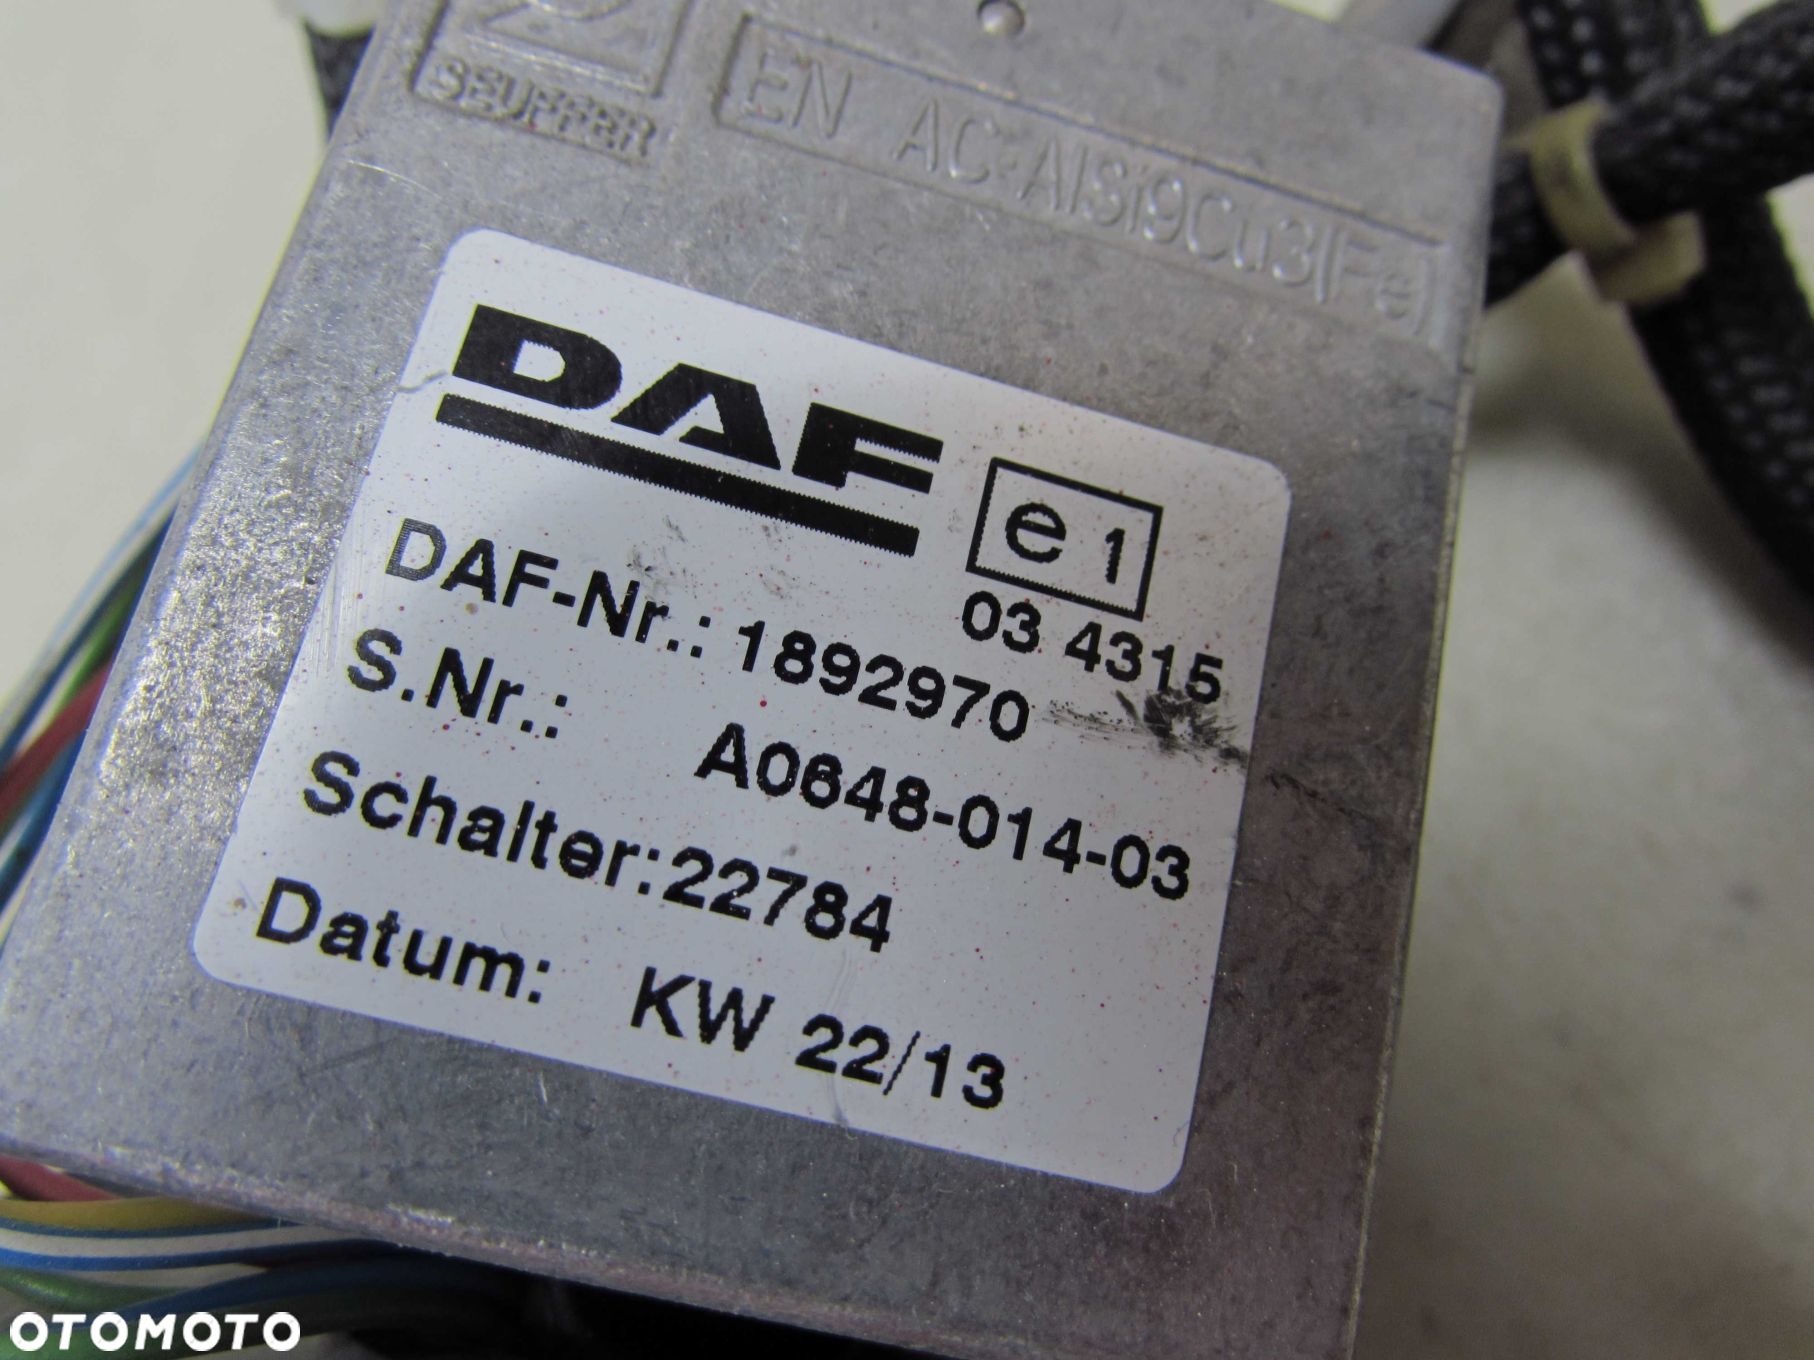 SEUFFER
EN AC-AlSi9Cu3(Fe)
DAF
e 1
03 4315
DAF-Nr.: 1892970
S.Nr.: A0648-014-03
Schalter: 22784
Datum: KW 22/13
OTOMOTO